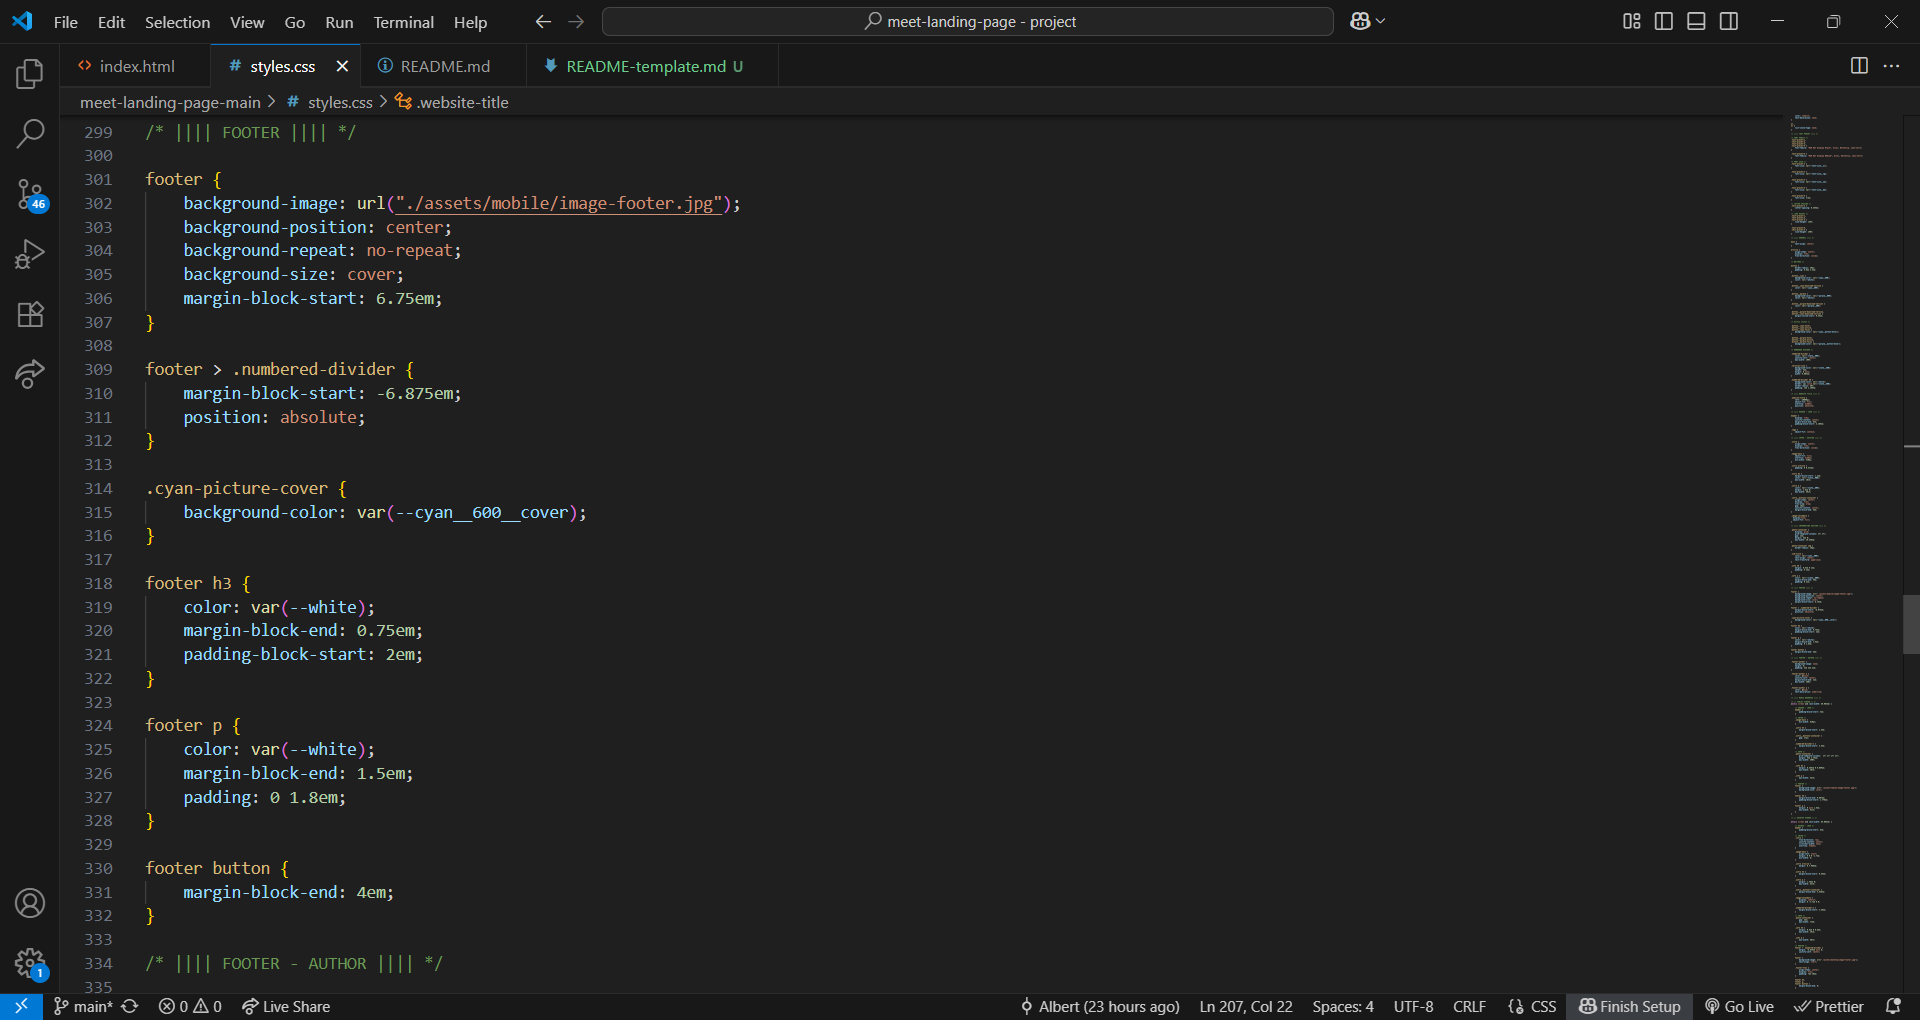 File Edit Selection View Go Run Terminal Help
meet-landing-page - project
index.html
# styles.css
README.md
README-template.md U
meet-landing-page-main > # styles.css > .website-title
299 /* |||| FOOTER |||| */
300
301 footer {
302 background-image: url("./assets/mobile/image-footer.jpg");
303 background-position: center;
304 background-repeat: no-repeat;
305 background-size: cover;
306 margin-block-start: 6.75em;
307 }
308
309 footer > .numbered-divider {
310 margin-block-start: -6.875em;
311 position: absolute;
312 }
313
314 .cyan-picture-cover {
315 background-color: var(--cyan__600__cover);
316 }
317
318 footer h3 {
319 color: var(--white);
320 margin-block-end: 0.75em;
321 padding-block-start: 2em;
322 }
323
324 footer p {
325 color: var(--white);
326 margin-block-end: 1.5em;
327 padding: 0 1.8em;
328 }
329
330 footer button {
331 margin-block-end: 4em;
332 }
333
334 /* |||| FOOTER - AUTHOR |||| */
335
46
1
main* 0 0 Live Share
Albert (23 hours ago) Ln 207, Col 22 Spaces: 4 UTF-8 CRLF {} CSS Finish Setup Go Live Prettier